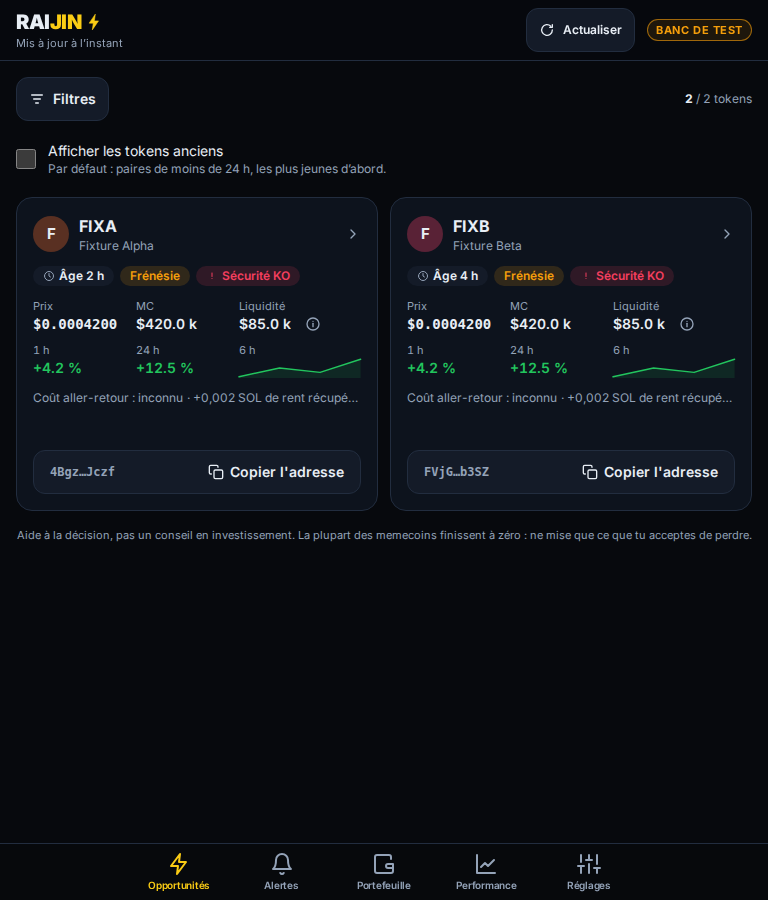 RAIJIN
Mis à jour à l'instant
Actualiser
BANC DE TEST
Filtres
2 / 2 tokens
Afficher les tokens anciens
Par défaut : paires de moins de 24 h, les plus jeunes d'abord.
F
FIXA
Fixture Alpha
Âge 2 h
Frénésie
! Sécurité KO
Prix
MC
Liquidité
$0.0004200
$420.0 k
$85.0 k
1 h
24 h
6 h
+4.2 %
+12.5 %
Coût aller-retour : inconnu · +0,002 SOL de rent récupé…
4Bgz…Jczf
Copier l'adresse
F
FIXB
Fixture Beta
Âge 4 h
Frénésie
! Sécurité KO
Prix
MC
Liquidité
$0.0004200
$420.0 k
$85.0 k
1 h
24 h
6 h
+4.2 %
+12.5 %
Coût aller-retour : inconnu · +0,002 SOL de rent récupé…
FVjG…b3SZ
Copier l'adresse
Aide à la décision, pas un conseil en investissement. La plupart des memecoins finissent à zéro : ne mise que ce que tu acceptes de perdre.
Opportunités
Alertes
Portefeuille
Performance
Réglages